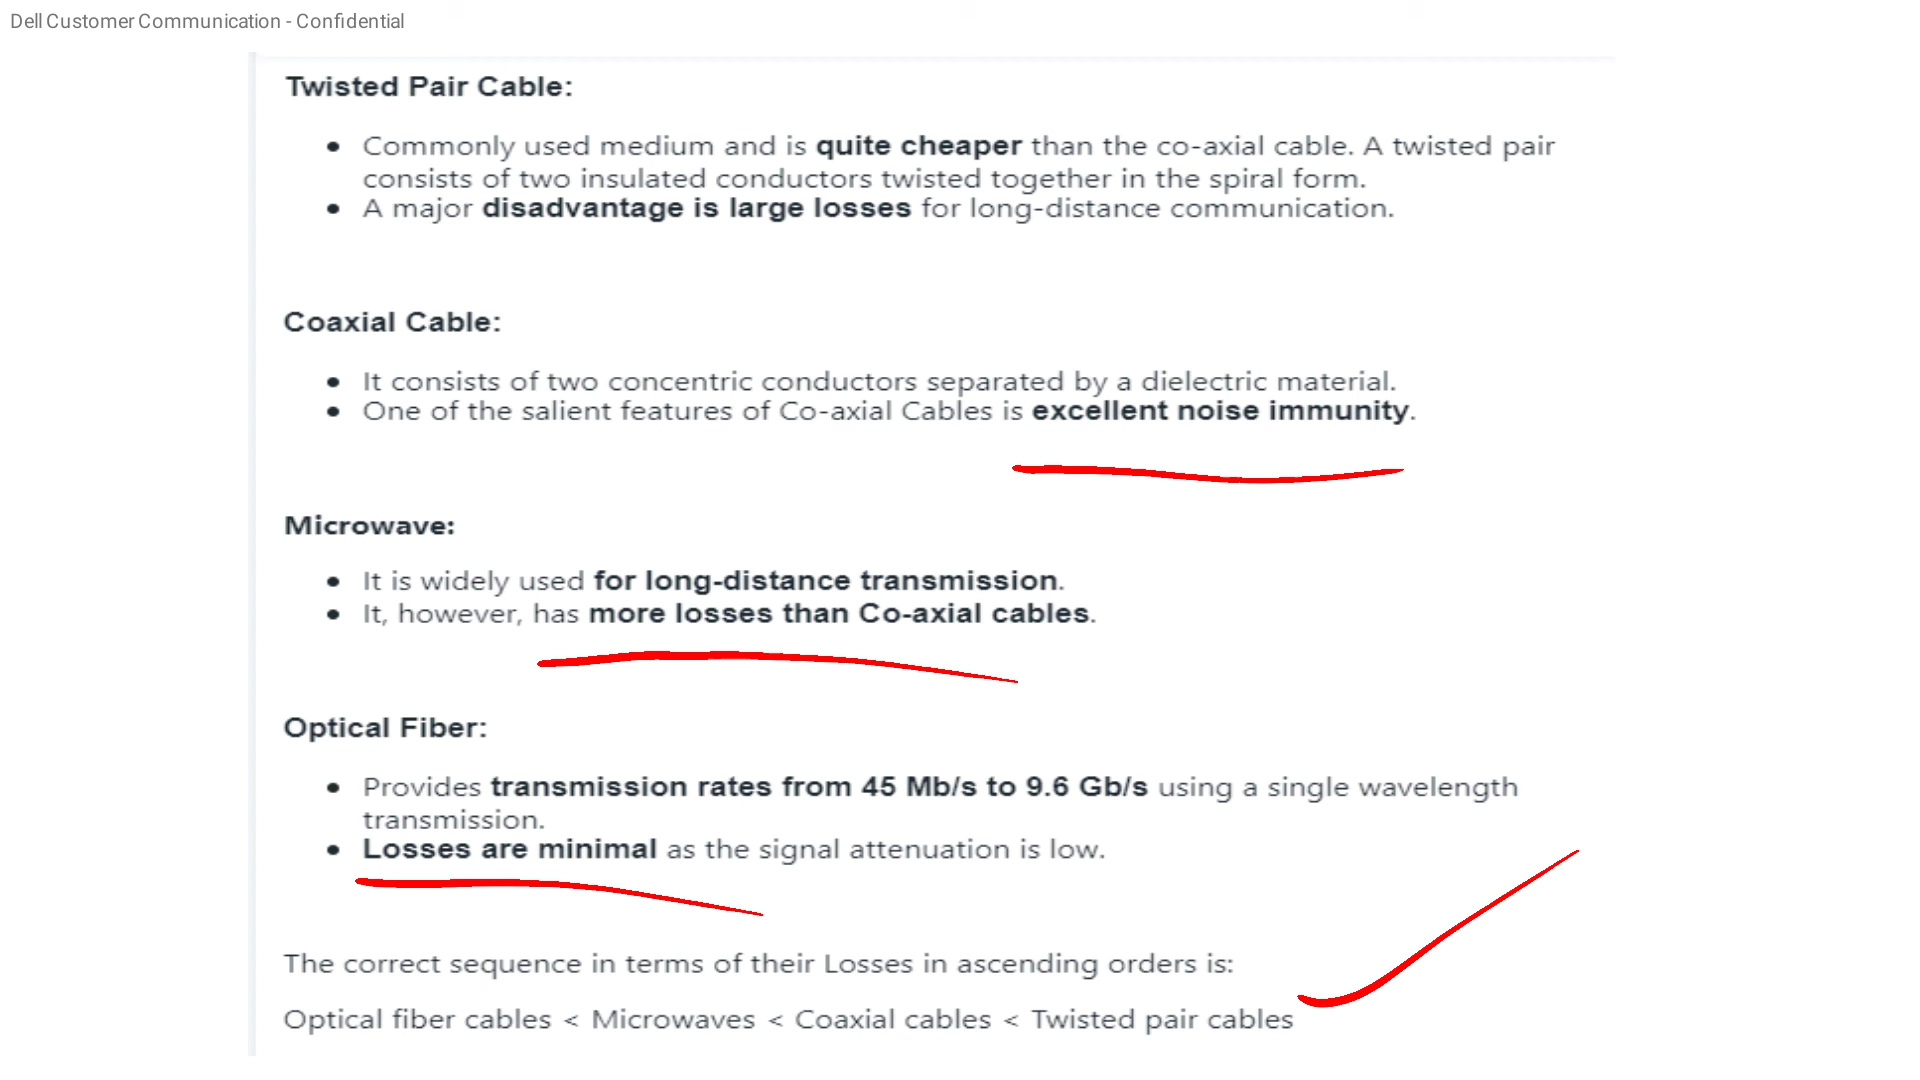 Dell Customer Communication - Confidential
Twisted Pair Cable:
• Commonly used medium and is quite cheaper than the co-axial cable. A twisted pair
consists of two insulated conductors twisted together in the spiral form.
• A major disadvantage is large losses for long-distance communication.
Coaxial Cable:
• It consists of two concentric conductors separated by a dielectric material.
• One of the salient features of Co-axial Cables is excellent noise immunity.
Microwave:
• It is widely used for long-distance transmission.
• It, however, has more losses than Co-axial cables.
Optical Fiber:
• Provides transmission rates from 45 Mb/s to 9.6 Gb/s using a single wavelength
transmission.
• Losses are minimal as the signal attenuation is low.
The correct sequence in terms of their Losses in ascending orders is:
Optical fiber cables < Microwaves < Coaxial cables < Twisted pair cables